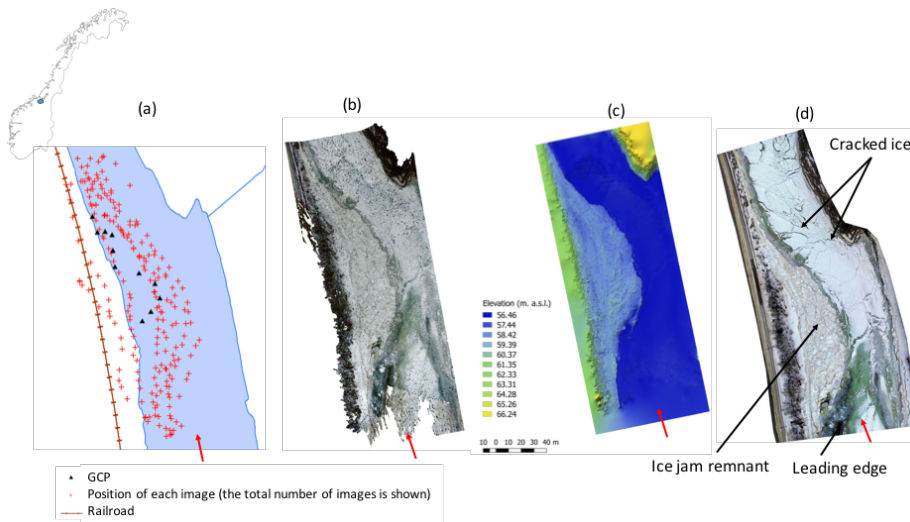 (a)
(b)
(c)
(d)
Cracked ice
Elevation (m. a.s.l.)
56.46
57.44
58.42
59.39
60.37
61.35
62.33
63.31
64.28
65.26
66.24
10 0 10 20 30 40 m
Ice jam remnant
Leading edge
GCP
Position of each image (the total number of images is shown)
Railroad